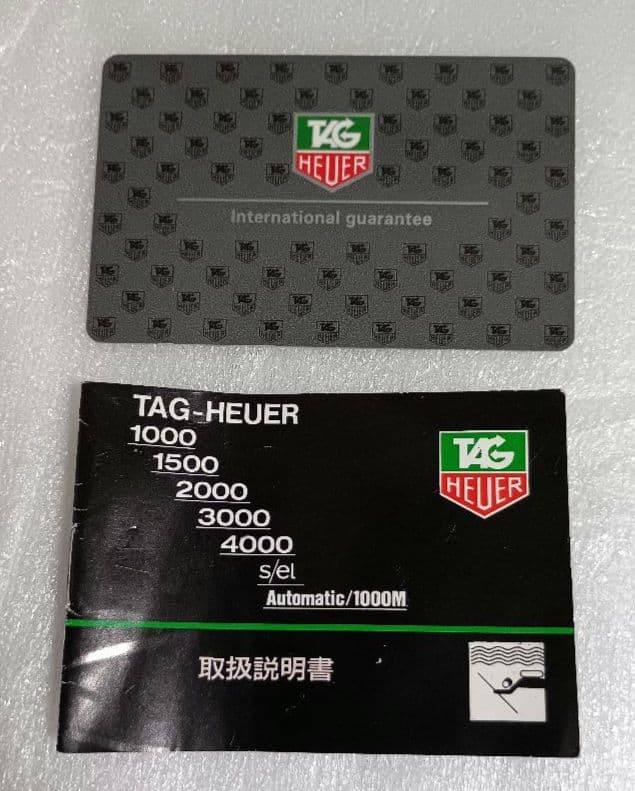 TAG
HEUER
International guarantee
TAG-HEUER
1000
1500
2000
3000
4000
s/el
Automatic/1000M
TAG
HEUER
取扱説明書